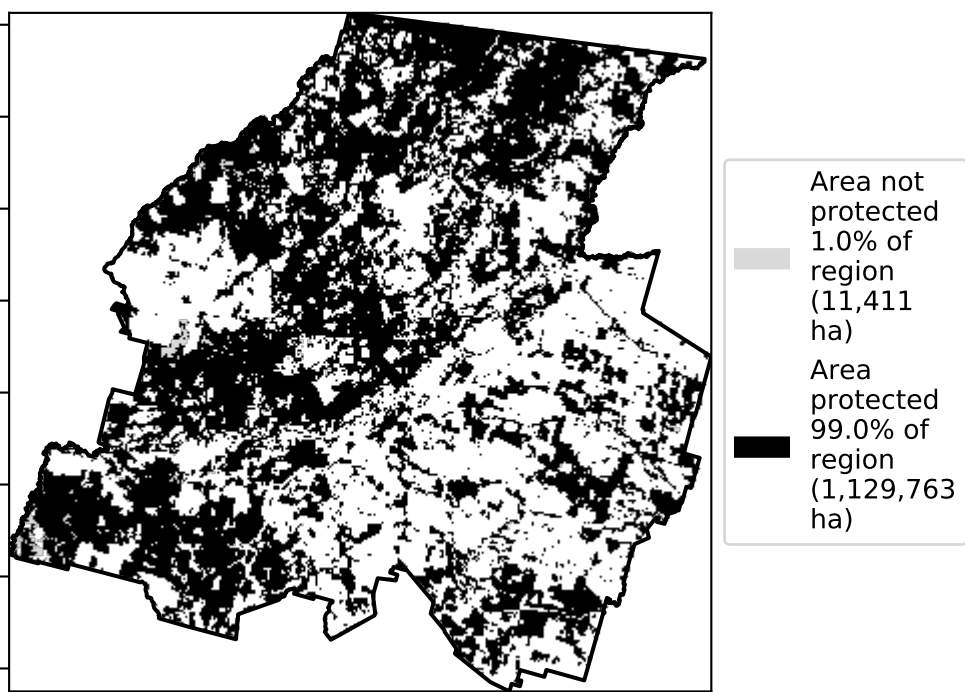 Area not
protected
1.0% of
region
(11,411
ha)
Area
protected
99.0% of
region
(1,129,763
ha)